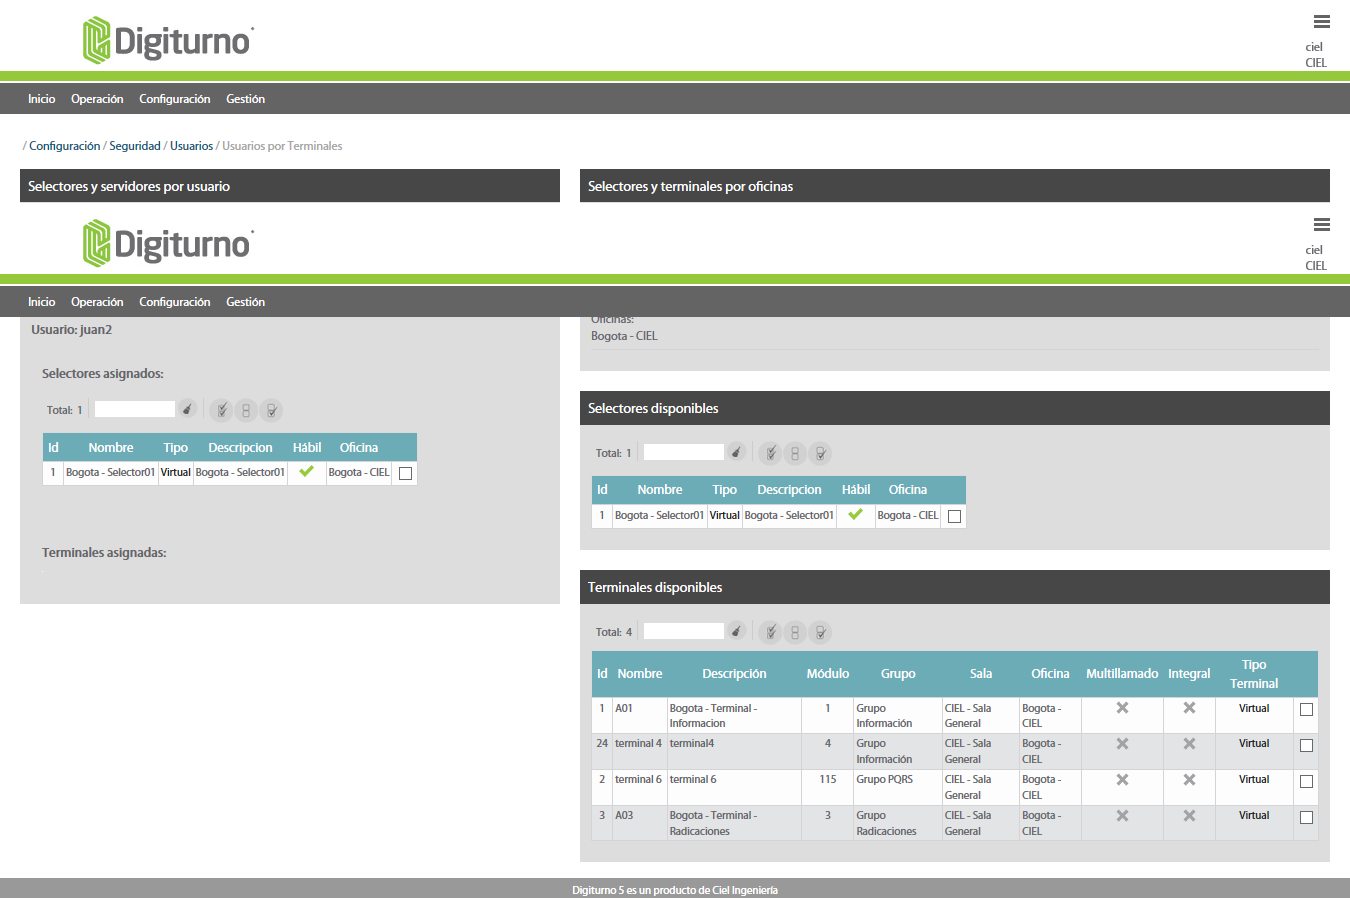 Digiturno
ciel
CIEL
Inicio Operación Configuración Gestión
/ Configuración / Seguridad / Usuarios / Usuarios por Terminales
Selectores y servidores por usuario
Selectores y terminales por oficinas
Digiturno
ciel
CIEL
Inicio Operación Configuración Gestión
Usuario: juan2
Selectores asignados:
Total: 1
Id Nombre Tipo Descripcion Hábil Oficina
1 Bogota - Selector01 Virtual Bogota - Selector01 Bogota - CIEL
Terminales asignadas:
Oficinas:
Bogota - CIEL
Selectores disponibles
Total: 1
Id Nombre Tipo Descripcion Hábil Oficina
1 Bogota - Selector01 Virtual Bogota - Selector01 Bogota - CIEL
Terminales disponibles
Total: 4
Id Nombre Descripción Módulo Grupo Sala Oficina Multillamado Integral Tipo
Terminal
1 A01 Bogota - Terminal - 1 Grupo CIEL - Sala Bogota - Virtual
Informacion Información General CIEL
24 terminal 4 terminal4 4 Grupo CIEL - Sala Bogota - Virtual
Información General CIEL
2 terminal 6 terminal 6 115 Grupo PQRS CIEL - Sala Bogota - Virtual
General CIEL
3 A03 Bogota - Terminal - 3 Grupo CIEL - Sala Bogota - Virtual
Radicaciones Radicaciones General CIEL
Digiturno 5 es un producto de Ciel Ingeniería